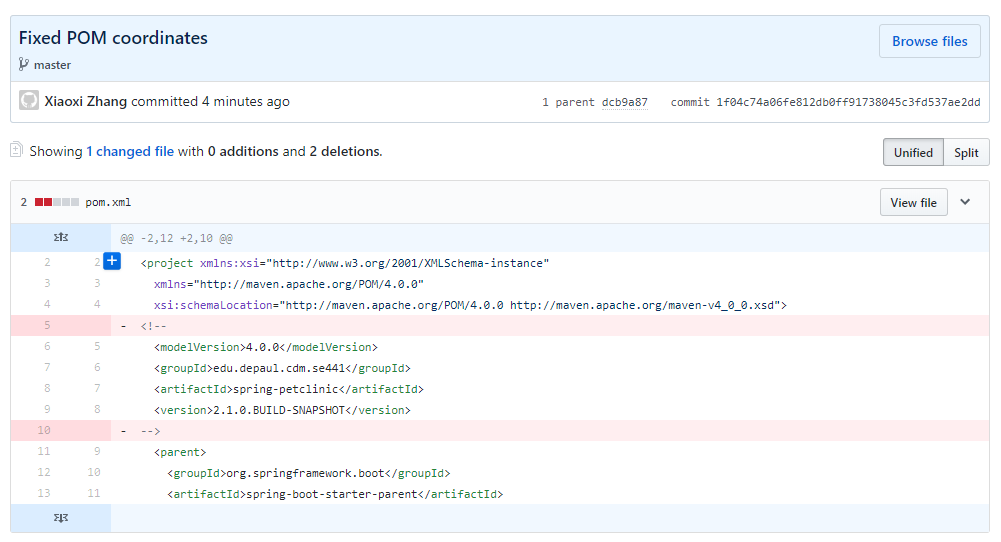 Fixed POM coordinates
Browse files
master
Xiaoxi Zhang committed 4 minutes ago
1 parent dcb9a87 commit 1f04c74a06fe812db0ff91738045c3fd537ae2dd
Showing 1 changed file with 0 additions and 2 deletions.
Unified Split
2 pom.xml View file
@@ -2,12 +2,10 @@
2 2 + <project xmlns:xsi="http://www.w3.org/2001/XMLSchema-instance"
3 3 xmlns="http://maven.apache.org/POM/4.0.0"
4 4 xsi:schemaLocation="http://maven.apache.org/POM/4.0.0 http://maven.apache.org/maven-v4_0_0.xsd">
5 - <!--
6 5 <modelVersion>4.0.0</modelVersion>
7 6 <groupId>edu.depaul.cdm.se441</groupId>
8 7 <artifactId>spring-petclinic</artifactId>
9 8 <version>2.1.0.BUILD-SNAPSHOT</version>
10 - -->
11 9 <parent>
12 10 <groupId>org.springframework.boot</groupId>
13 11 <artifactId>spring-boot-starter-parent</artifactId>